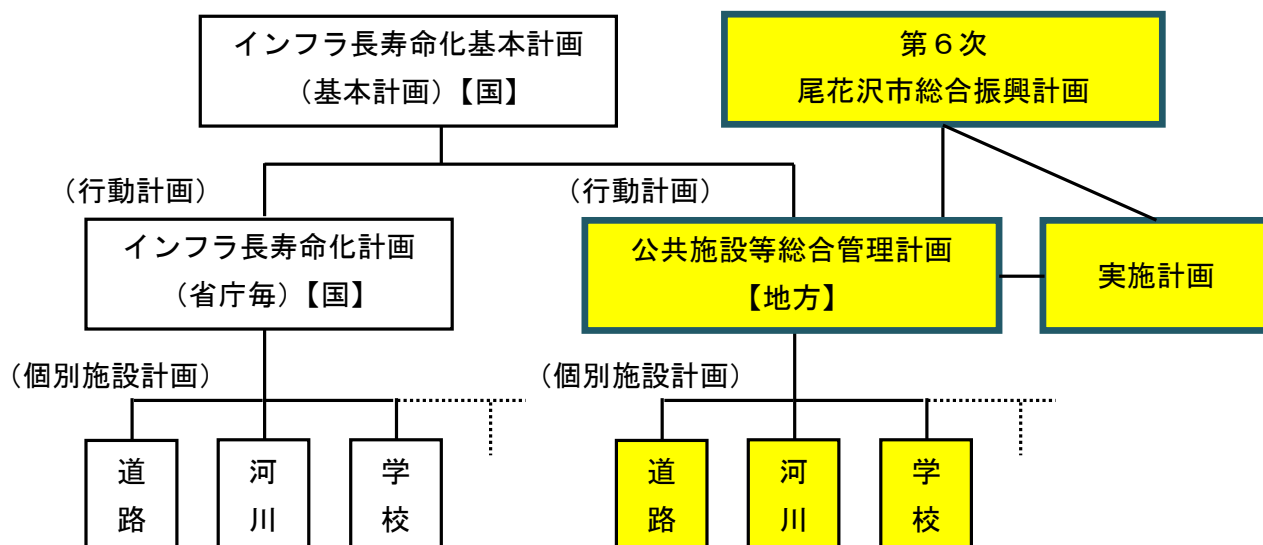 インフラ長寿命化基本計画
（基本計画）【国】
第６次
尾花沢市総合振興計画
（行動計画）
（行動計画）
インフラ長寿命化計画
（省庁毎）【国】
公共施設等総合管理計画
【地方】
実施計画
（個別施設計画）
（個別施設計画）
道
路
河
川
学
校
道
路
河
川
学
校